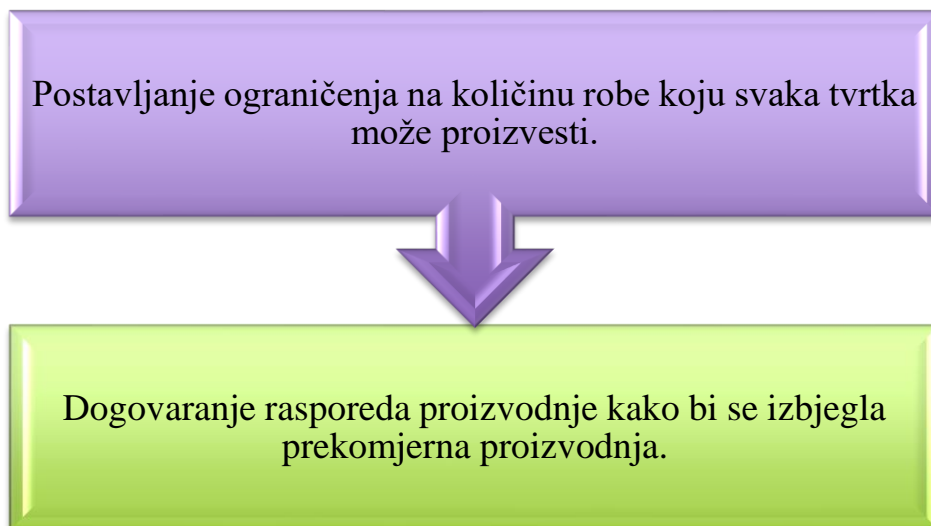 Postavljanje ograničenja na količinu robe koju svaka tvrtka
može proizvesti.
Dogovaranje rasporeda proizvodnje kako bi se izbjegla
prekomjerna proizvodnja.